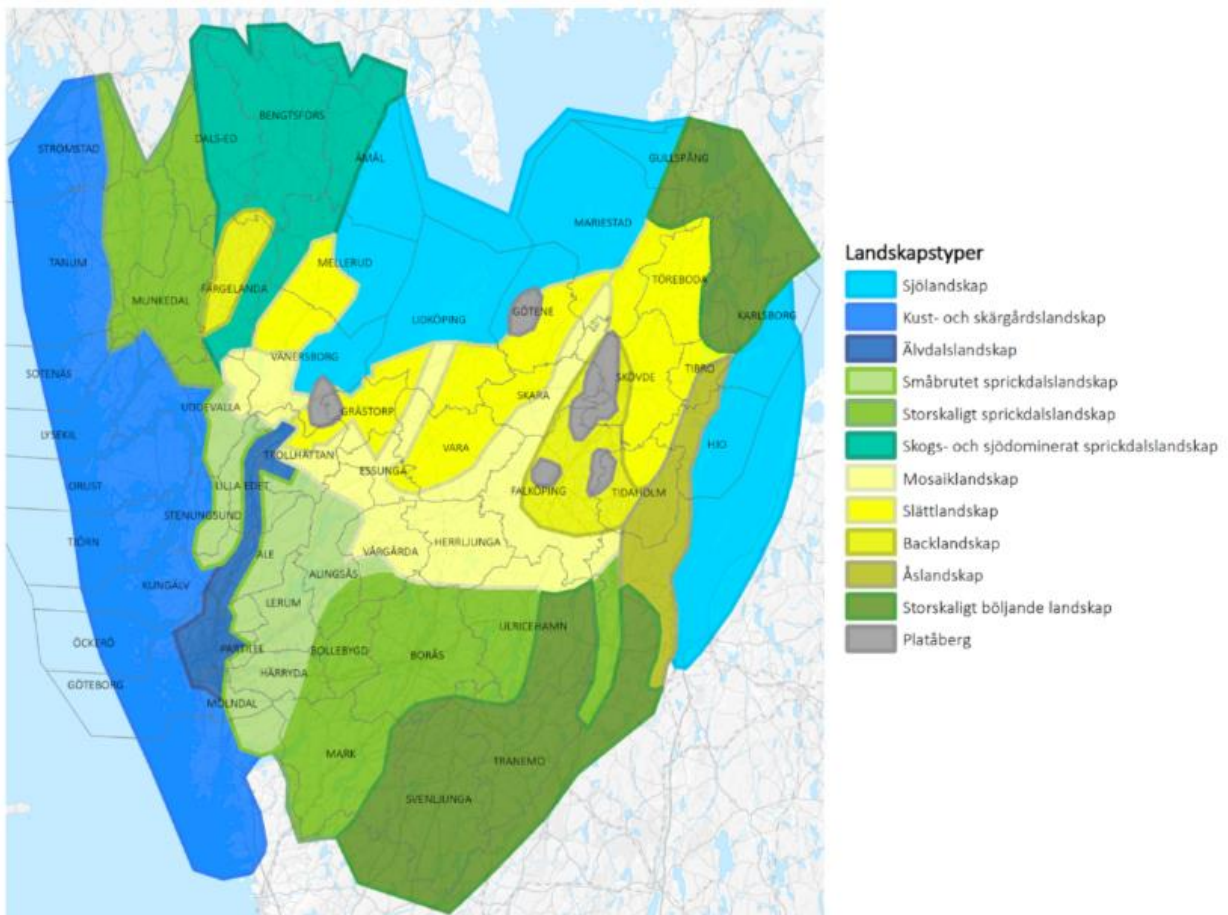 BENGTSFORS
DALS-ED
STRÖMSTAD
ÅMÅL
GULLSPÅNG
MARIESTAD
TANUM
MELLERUD
TÖREBODA
FÄRGELANDA
MUNKEDAL
GÖTENE
KARLSBORG
LIDKÖPING
VÄNERSBORG
TIBRO
SOTENÄS
SKÖVDE
SKARA
UDDEVALLA
GRÄSTORP
LYSEKIL
HJO
VARA
TROLLHÄTTAN
ESSUNGA
ORUST
LILLA EDET
FALKÖPING
TIDAHOLM
STENUNGSUND
TJÖRN
HERRLJUNGA
VÅRGÅRDA
ALE
ALINGSÅS
KUNGÄLV
LERUM
ULRICEHAMN
ÖCKERÖ
PARTILLE
BOLLEBYGD
BORÅS
HÄRRYDA
GÖTEBORG
MÖLNDAL
MARK
TRANEMO
SVENLJUNGA
Landskapstyper
Sjölandskap
Kust- och skärgårdslandskap
Älvdalslandskap
Småbrutet sprickdalslandskap
Storskaligt sprickdalslandskap
Skogs- och sjödominerat sprickdalslandskap
Mosaiklandskap
Slättlandskap
Backlandskap
Åslandskap
Storskaligt böljande landskap
Platåberg